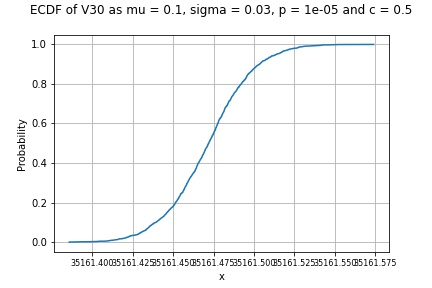 ECDF of V30 as mu = 0.1, sigma = 0.03, p = 1e-05 and c = 0.5
1.0
0.8
0.6
0.4
0.2
0.0
Probability
35161.400 35161.425 35161.450 35161.475 35161.500 35161.525 35161.550 35161.575
x